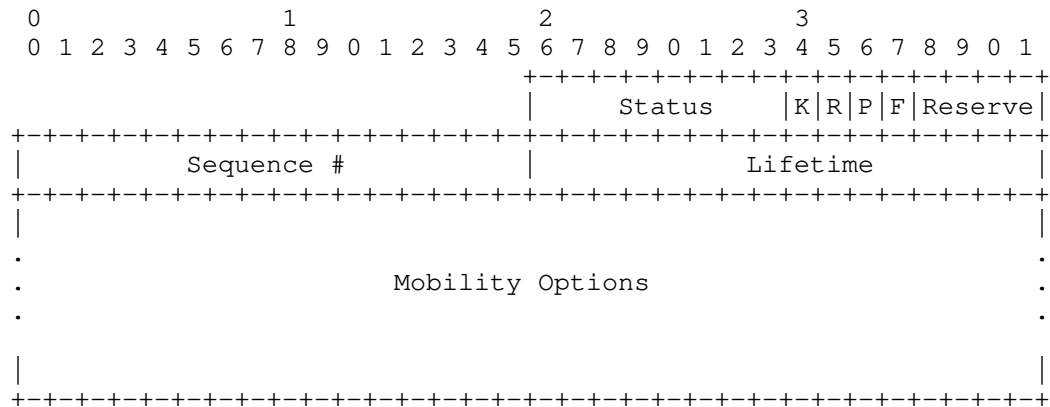 0                   1                   2                   3
 0 1 2 3 4 5 6 7 8 9 0 1 2 3 4 5 6 7 8 9 0 1 2 3 4 5 6 7 8 9 0 1
                                +-+-+-+-+-+-+-+-+-+-+-+-+-+-+-+-+
                                |     Status    |K|R|P|F|Reserve|
+-+-+-+-+-+-+-+-+-+-+-+-+-+-+-+-+-+-+-+-+-+-+-+-+-+-+-+-+-+-+-+-+
|          Sequence #           |            Lifetime           |
+-+-+-+-+-+-+-+-+-+-+-+-+-+-+-+-+-+-+-+-+-+-+-+-+-+-+-+-+-+-+-+-+
|                                                               |
.                                                               .
.                       Mobility Options                        .
.                                                               .
|                                                               |
+-+-+-+-+-+-+-+-+-+-+-+-+-+-+-+-+-+-+-+-+-+-+-+-+-+-+-+-+-+-+-+-+